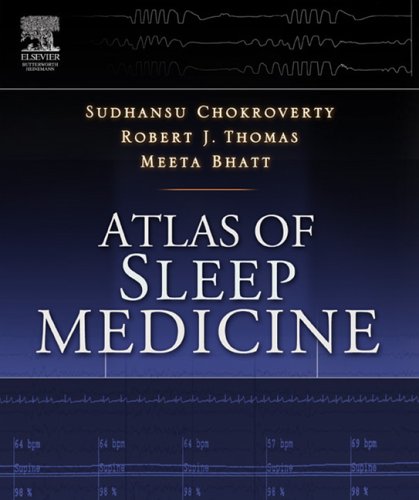 ELSEVIER
BUTTERWORTH
HEINEMANN
SUDHANSU CHOKROVERTY
ROBERT J. THOMAS
MEETA BHATT
ATLAS OF
SLEEP
MEDICINE
64 bpm 64 bpm 64 bpm 57 bpm 69 bpm
Supine Supine Supine Supine Supine
98 % 98 % 98 % 98 % 98 %